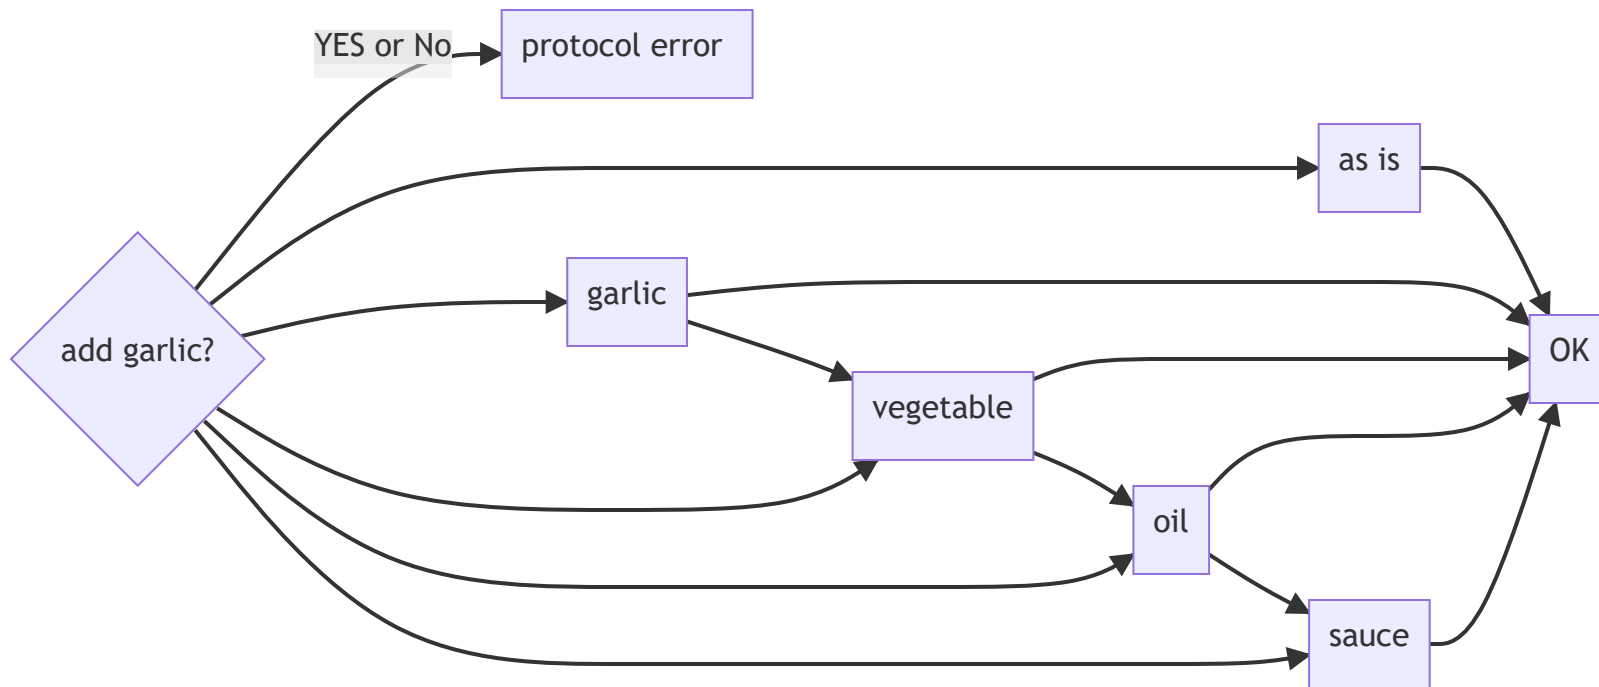 YES or No
protocol error
as is
garlic
add garlic?
OK
vegetable
oil
sauce